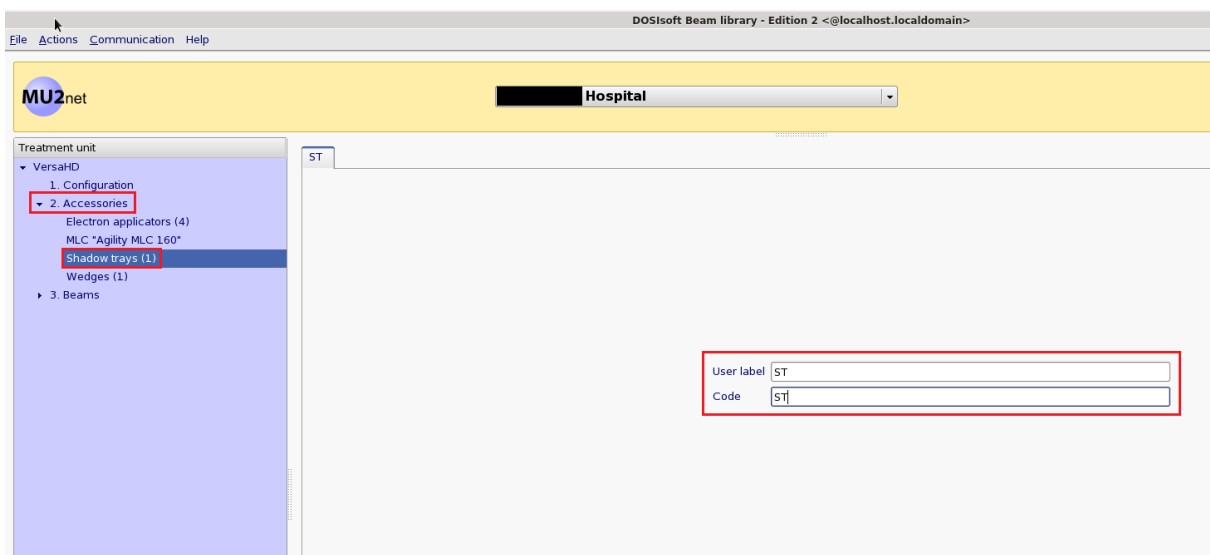 DOSIsoft Beam library - Edition 2 <@localhost.localdomain>
File Actions Communication Help
MU2net
Hospital
Treatment unit
VersaHD
1. Configuration
2. Accessories
Electron applicators (4)
MLC "Agility MLC 160"
Shadow trays (1)
Wedges (1)
3. Beams
ST
User label ST
Code ST